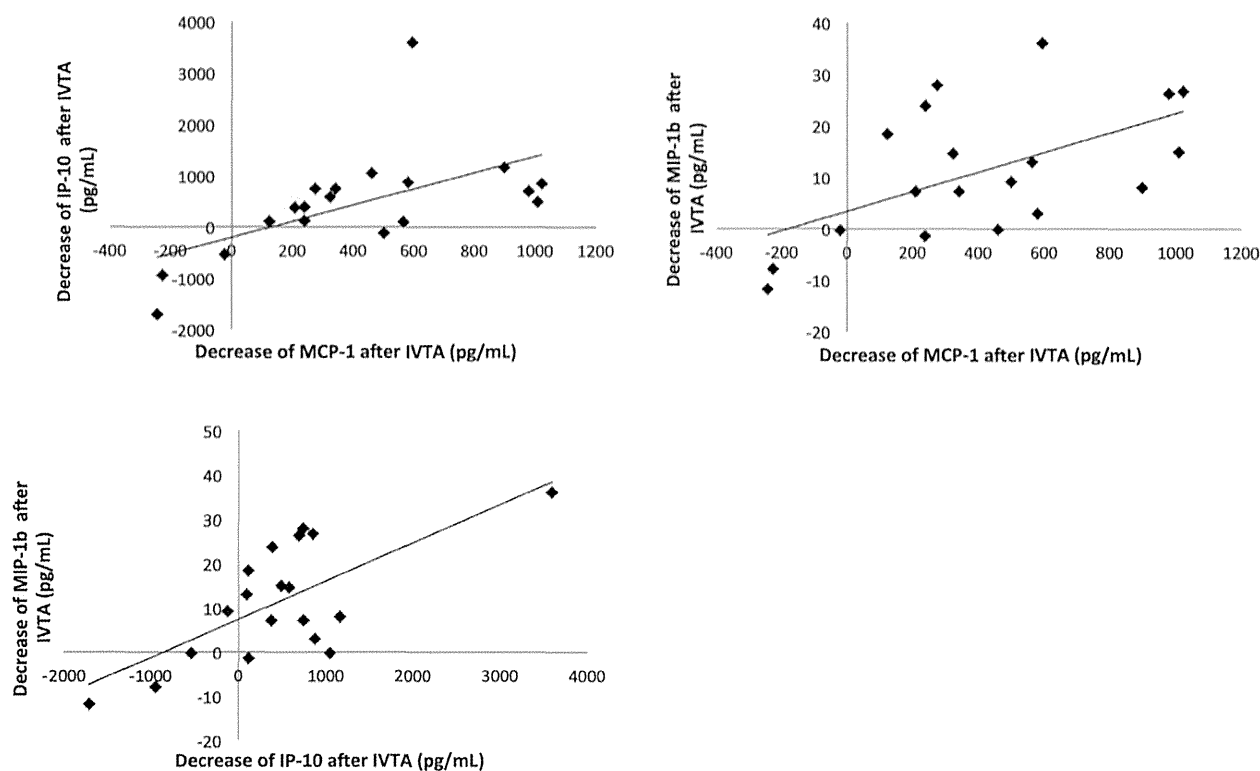 4000
3000
2000
1000
0
-1000
-2000
-400 -200 0 200 400 600 800 1000 1200
Decrease of IP-10 after IVTA
(pg/mL)
Decrease of MCP-1 after IVTA (pg/mL)
40
30
20
10
0
-10
-20
-400 -200 0 200 400 600 800 1000 1200
Decrease of MIP-1b after
IVTA (pg/mL)
Decrease of MCP-1 after IVTA (pg/mL)
50
40
30
20
10
0
-10
-20
-2000 -1000 0 1000 2000 3000 4000
Decrease of MIP-1b after
IVTA (pg/mL)
Decrease of IP-10 after IVTA (pg/mL)